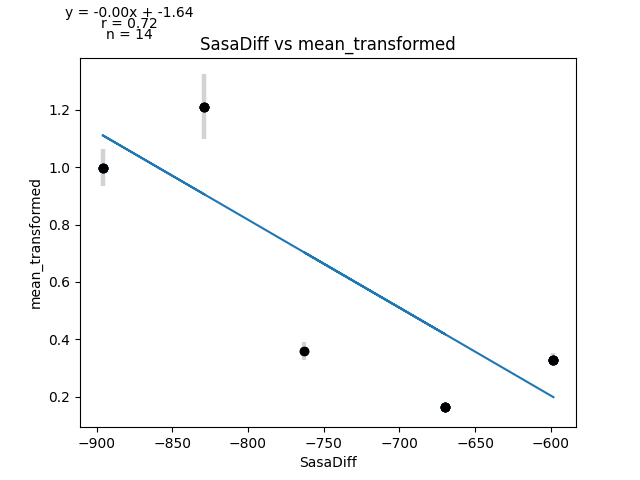 y = -0.00x + -1.64
r = 0.72
n = 14
SasaDiff vs mean_transformed
mean_transformed
1.2
1.0
0.8
0.6
0.4
0.2
−900
−850
−800
−750
−700
−650
−600
SasaDiff